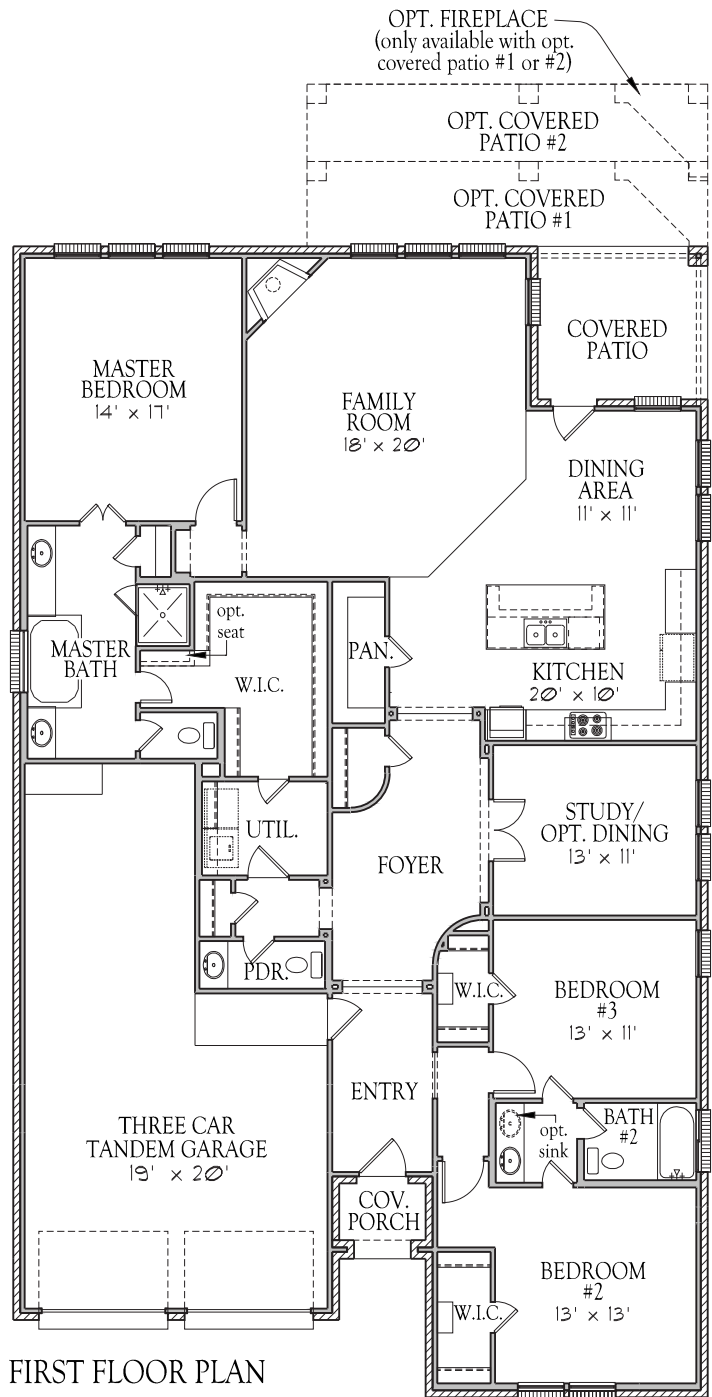 OPT. FIREPLACE
(only available with opt.
covered patio #1 or #2)
OPT. COVERED
PATIO #2
OPT. COVERED
PATIO #1
COVERED
PATIO
MASTER
BEDROOM
14' x 17'
FAMILY
ROOM
18' x 20'
DINING
AREA
11' x 11'
opt.
seat
MASTER
BATH
W.I.C.
PAN.
KITCHEN
20' x 10'
UTIL.
FOYER
STUDY/
OPT. DINING
13' x 11'
PDR.
W.I.C.
BEDROOM
#3
13' x 11'
ENTRY
THREE CAR
TANDEM GARAGE
19' x 20'
opt.
sink
BATH
#2
COV.
PORCH
W.I.C.
BEDROOM
#2
13' x 13'
FIRST FLOOR PLAN